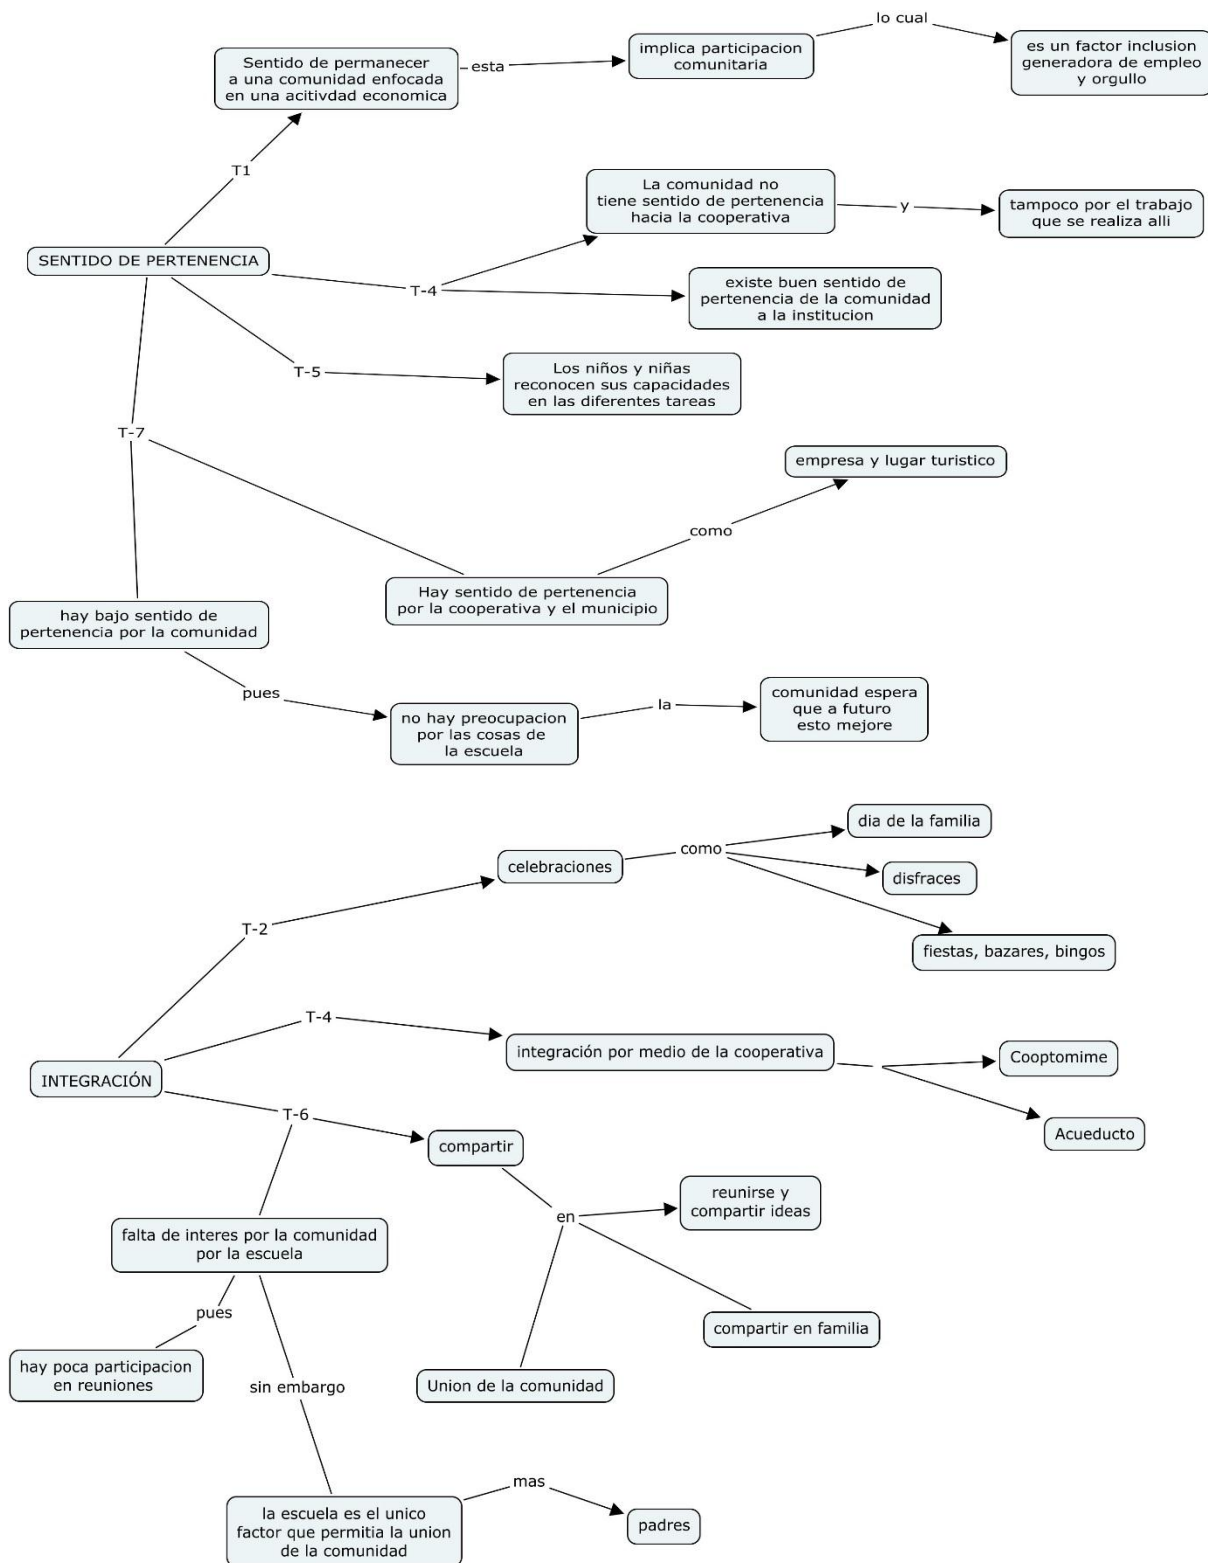 lo cual
Sentido de permanecer
a una comunidad enfocada
en una acitivdad economica
esta
implica participacion
comunitaria
es un factor inclusion
generadora de empleo
y orgullo
T1
La comunidad no
tiene sentido de pertenencia
hacia la cooperativa
y
tampoco por el trabajo
que se realiza alli
SENTIDO DE PERTENENCIA
T-4
existe buen sentido de
pertenencia de la comunidad
a la institucion
T-5
Los niños y niñas
reconocen sus capacidades
en las diferentes tareas
T-7
empresa y lugar turistico
como
Hay sentido de pertenencia
por la cooperativa y el municipio
hay bajo sentido de
pertenencia por la comunidad
pues
no hay preocupacion
por las cosas de
la escuela
la
comunidad espera
que a futuro
esto mejore
dia de la familia
celebraciones
como
disfraces
T-2
fiestas, bazares, bingos
T-4
integración por medio de la cooperativa
Cooptomime
INTEGRACIÓN
T-6
compartir
Acueducto
en
reunirse y
compartir ideas
falta de interes por la comunidad
por la escuela
pues
compartir en familia
hay poca participacion
en reuniones
sin embargo
Union de la comunidad
la escuela es el unico
factor que permitia la union
de la comunidad
mas
padres